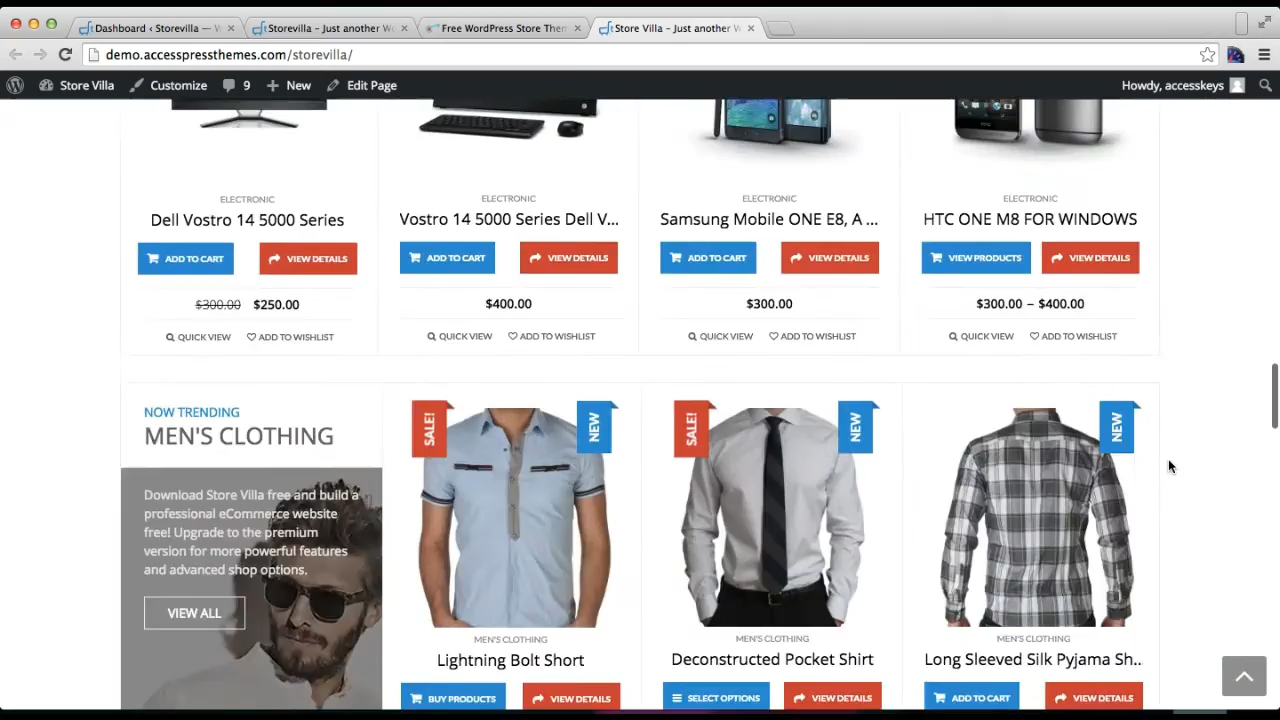 Dashboard ‹ Storevilla — W
Storevilla – Just another W
Free WordPress Store Them
Store Villa – Just another W
demo.accesspressthemes.com/storevilla/
Store Villa Customize 9 New Edit Page Howdy, accesskeys
ELECTRONIC ELECTRONIC ELECTRONIC ELECTRONIC
Dell Vostro 14 5000 Series Vostro 14 5000 Series Dell V... Samsung Mobile ONE E8, A ... HTC ONE M8 FOR WINDOWS
ADD TO CART VIEW DETAILS ADD TO CART VIEW DETAILS ADD TO CART VIEW DETAILS VIEW PRODUCTS VIEW DETAILS
$300.00 $250.00 $400.00 $300.00 $300.00 – $400.00
QUICK VIEW ADD TO WISHLIST QUICK VIEW ADD TO WISHLIST QUICK VIEW ADD TO WISHLIST QUICK VIEW ADD TO WISHLIST
NOW TRENDING
MEN'S CLOTHING
Download Store Villa free and build a
professional eCommerce website
free! Upgrade to the premium
version for more powerful features
and advanced shop options.
VIEW ALL
SALE! NEW SALE! NEW NEW
MEN'S CLOTHING MEN'S CLOTHING MEN'S CLOTHING
Lightning Bolt Short Deconstructed Pocket Shirt Long Sleeved Silk Pyjama Sh...
BUY PRODUCTS VIEW DETAILS SELECT OPTIONS VIEW DETAILS ADD TO CART VIEW DETAILS